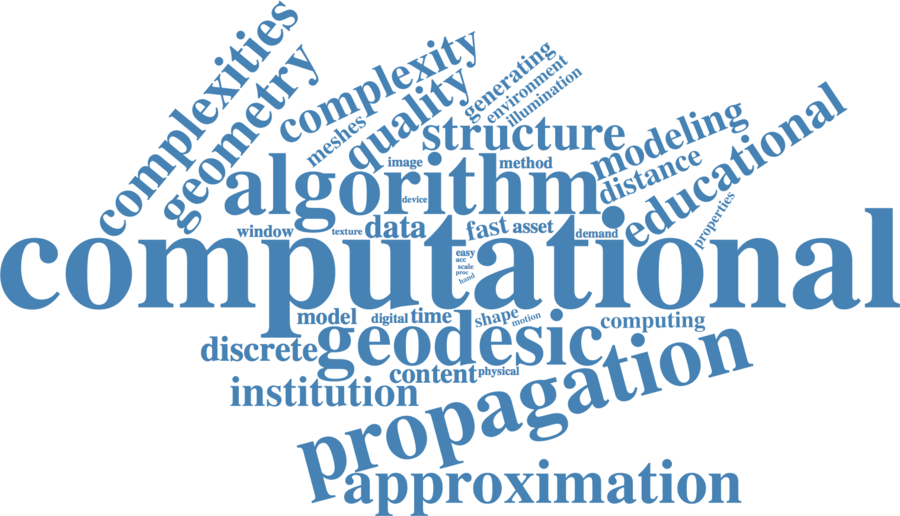 complexities
geometry
complexity
meshes
quality
generating
environment
illumination
structure
modeling
distance
educational
properties
algorithm
image
method
device
window
texture
data
fast
asset
demand
computational
easy
acc
scale
proc
hand
model
digital
time
shape
motion
computing
discrete
geodesic
content
physical
institution
propagation
approximation